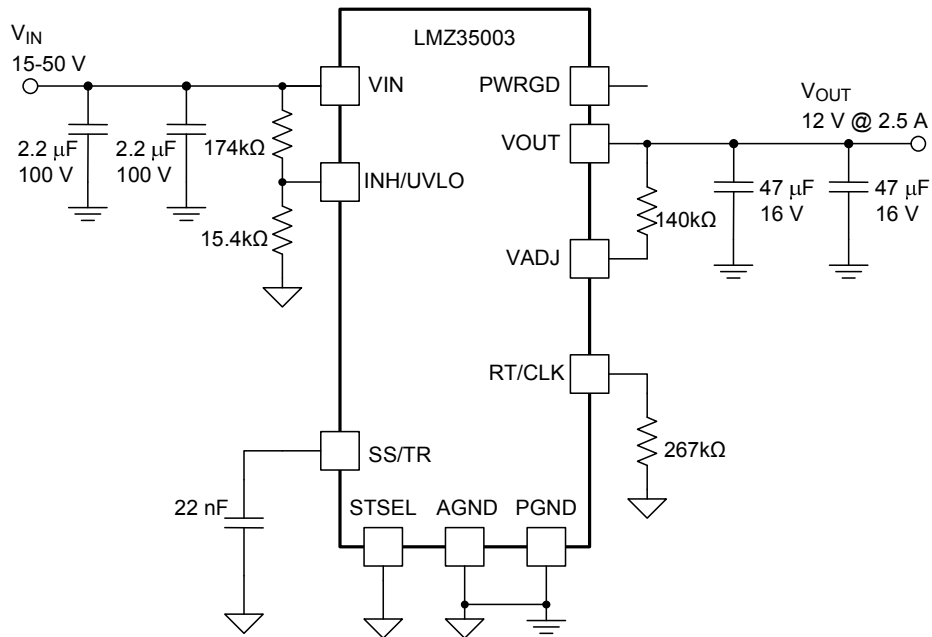 LMZ35003
VIN
15-50 V
VIN
PWRGD
VOUT
12 V @ 2.5 A
VOUT
2.2 μF
100 V
2.2 μF
100 V
174kΩ
INH/UVLO
47 μF
16 V
47 μF
16 V
140kΩ
15.4kΩ
VADJ
RT/CLK
267kΩ
SS/TR
22 nF
STSEL
AGND
PGND